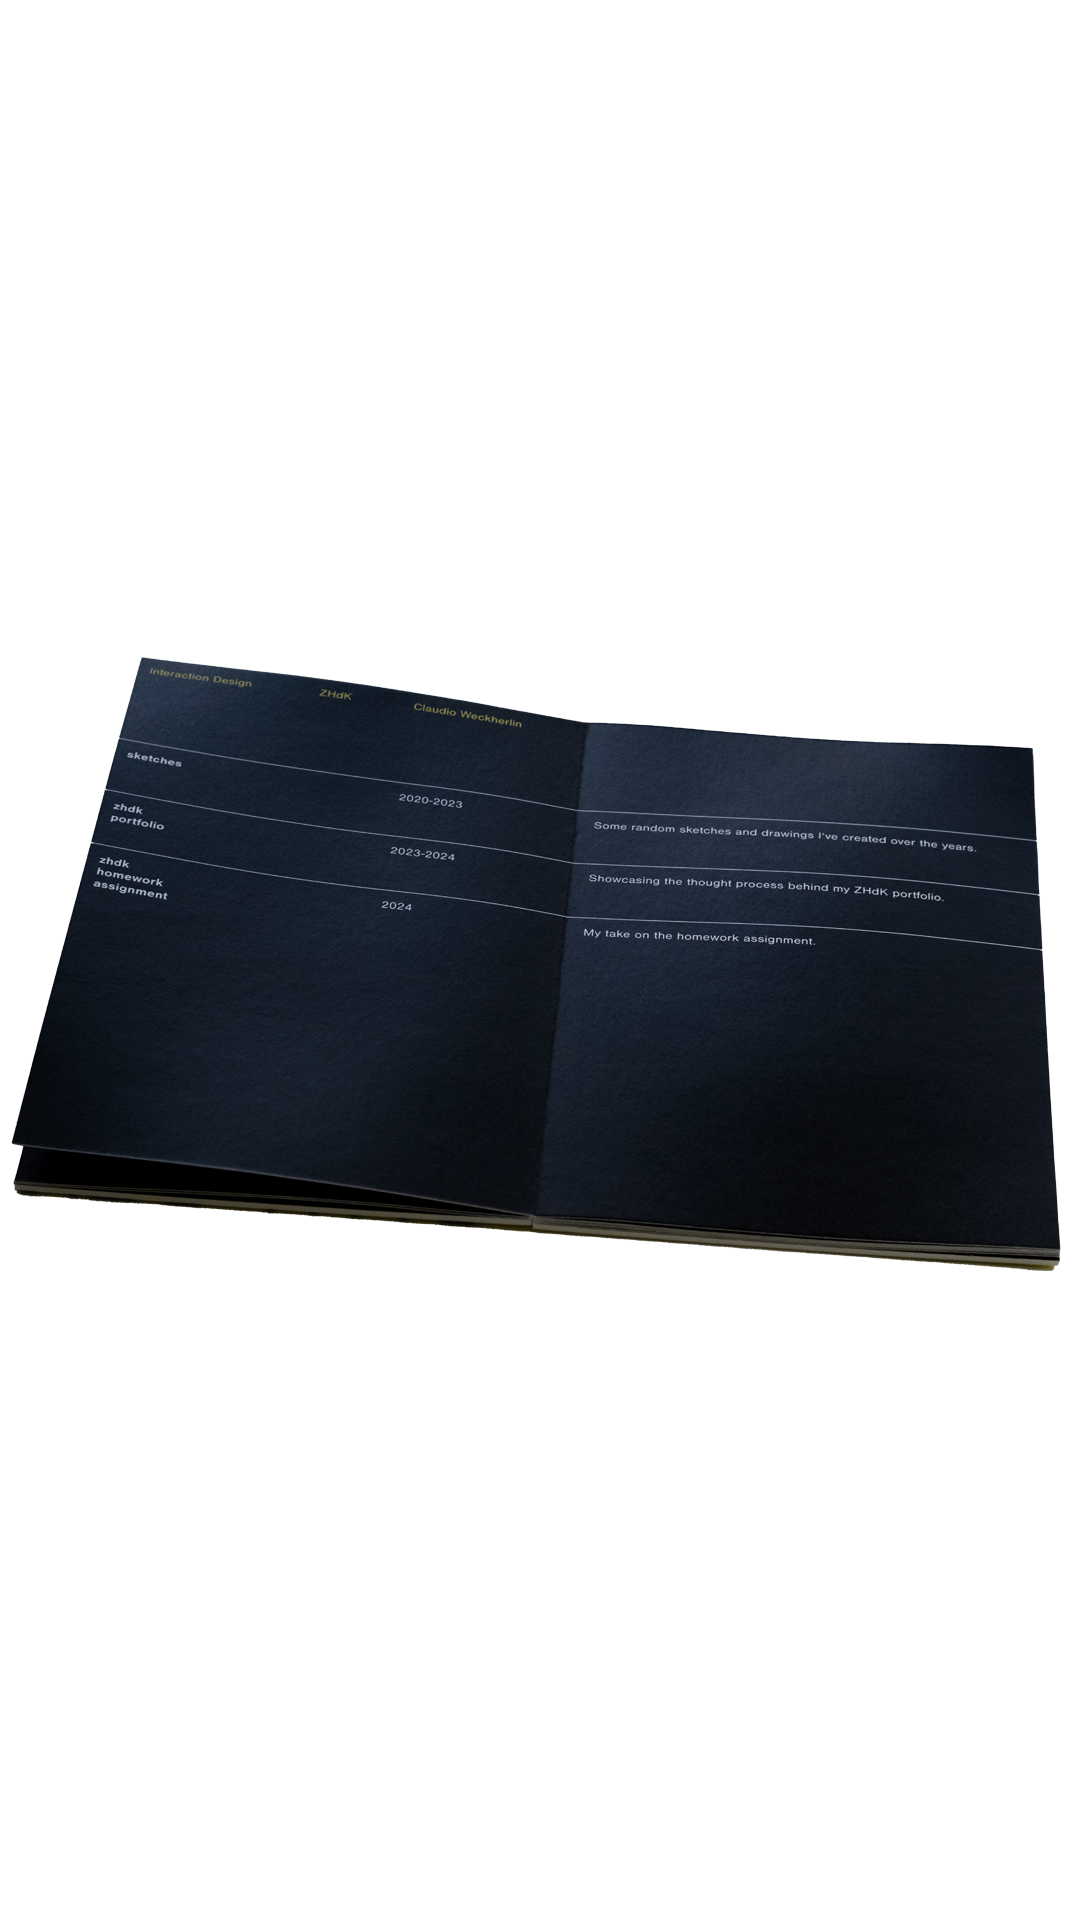 Interaction Design ZHdK Claudio Weckherlin
sketches 2020-2023 Some random sketches and drawings I've created over the years.
zhdk
portfolio 2023-2024 Showcasing the thought process behind my ZHdK portfolio.
zhdk
homework
assignment 2024 My take on the homework assignment.